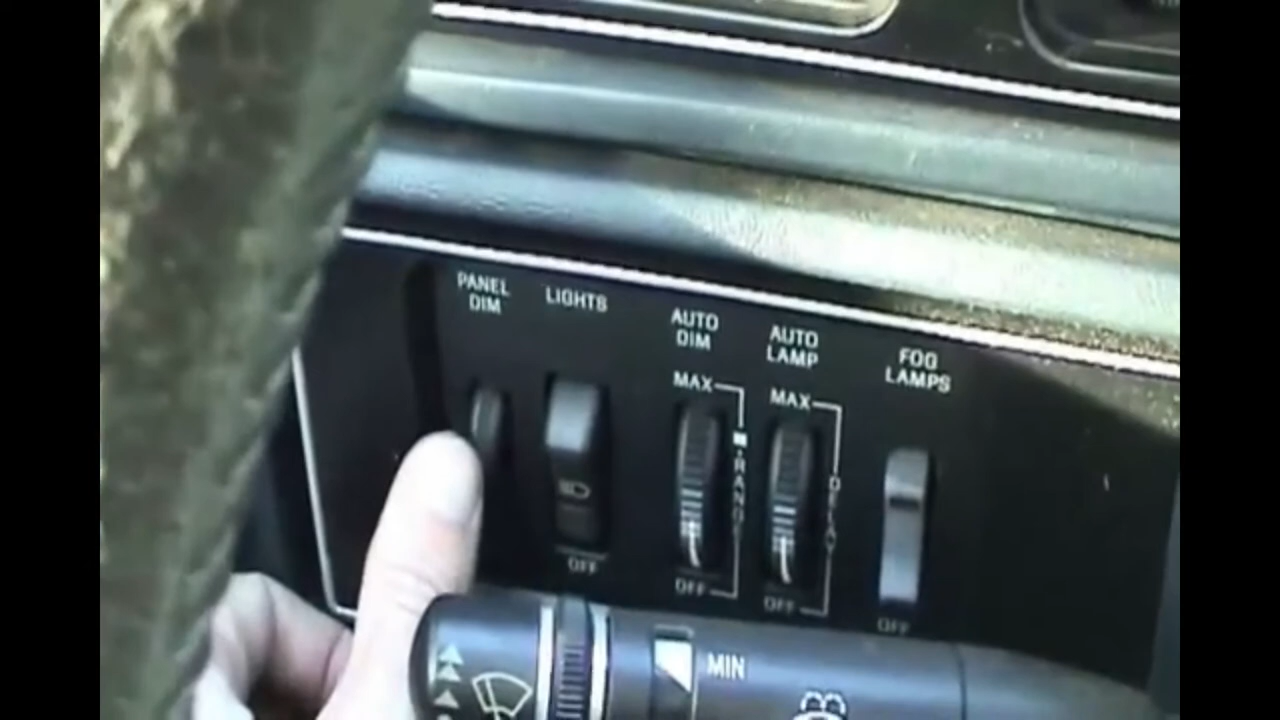 PANEL
DIM
LIGHTS
AUTO
DIM
AUTO
LAMP
FOG
LAMPS
MAX
MAX
RANGE
DELAY
OFF
OFF
OFF
OFF
MIN